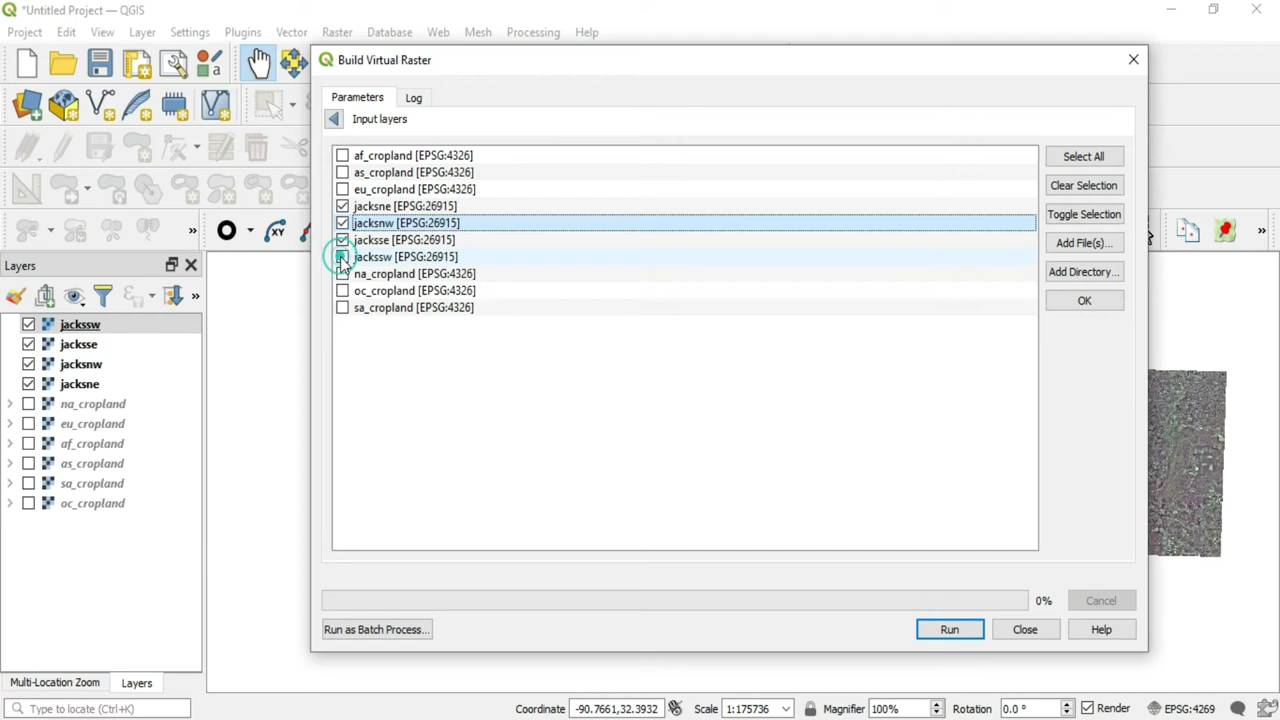 *Untitled Project — QGIS
Project Edit View Layer Settings Plugins Vector Raster Database Web Mesh Processing Help
Build Virtual Raster
Parameters Log
Input layers
af_cropland [EPSG:4326]
as_cropland [EPSG:4326]
eu_cropland [EPSG:4326]
jacksne [EPSG:26915]
jacksnw [EPSG:26915]
jacksse [EPSG:26915]
jackssw [EPSG:26915]
na_cropland [EPSG:4326]
oc_cropland [EPSG:4326]
sa_cropland [EPSG:4326]
Select All
Clear Selection
Toggle Selection
Add File(s)...
Add Directory...
OK
»
»
Layers
»
jackssw
jacksse
jacksnw
jacksne
na_cropland
eu_cropland
af_cropland
as_cropland
sa_cropland
oc_cropland
0% Cancel
Run as Batch Process... Run Close Help
Multi-Location Zoom Layers
Type to locate (Ctrl+K) Coordinate -90.7661,32.3932 Scale 1:175736 Magnifier 100% Rotation 0.0 ° Render EPSG:4269